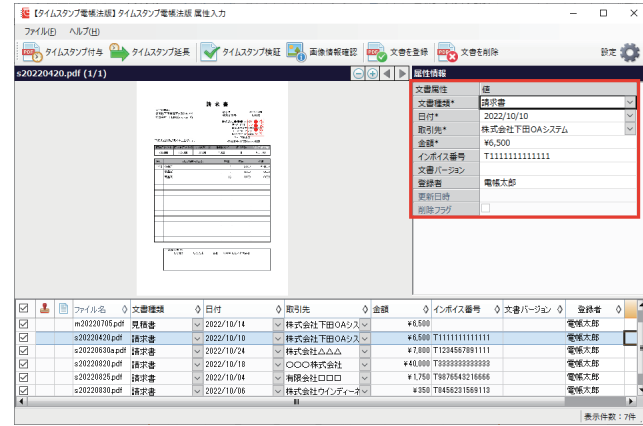 【タイムスタンプ電帳法版】タイムスタンプ電帳法版 属性入力
ファイル(F) ヘルプ(H)
タイムスタンプ付与 タイムスタンプ延長 タイムスタンプ検証 画像情報確認 文書を登録 文書を削除 設定
s20220420.pdf (1/1) 属性情報
請 求 書
文書属性 値
文書種類* 請求書
日付* 2022/10/10
取引先* 株式会社下田OAシステム
金額* ¥6,500
インボイス番号 T1111111111111
文書バージョン
登録者 電帳太郎
更新日時
削除フラグ
ファイル名 文書種類 日付 取引先 金額 インボイス番号 文書バージョン 登録者
m20220705.pdf 見積書 2022/10/14 株式会社下田OAシス ¥6,500 電帳太郎
s20220420.pdf 請求書 2022/10/10 株式会社下田OAシス ¥6,500 T1111111111111 電帳太郎
s20220630a.pdf 請求書 2022/10/24 株式会社△△△ ¥7,800 T1234567891111 電帳太郎
s20220820.pdf 請求書 2022/10/18 〇〇〇株式会社 ¥40,000 T3333333333333 電帳太郎
s20220825.pdf 請求書 2022/10/04 有限会社□□□ ¥1,750 T9876543216666 電帳太郎
s20220830.pdf 請求書 2022/10/06 株式会社ウインディーネ ¥350 T8456231569113 電帳太郎
表示件数：7件